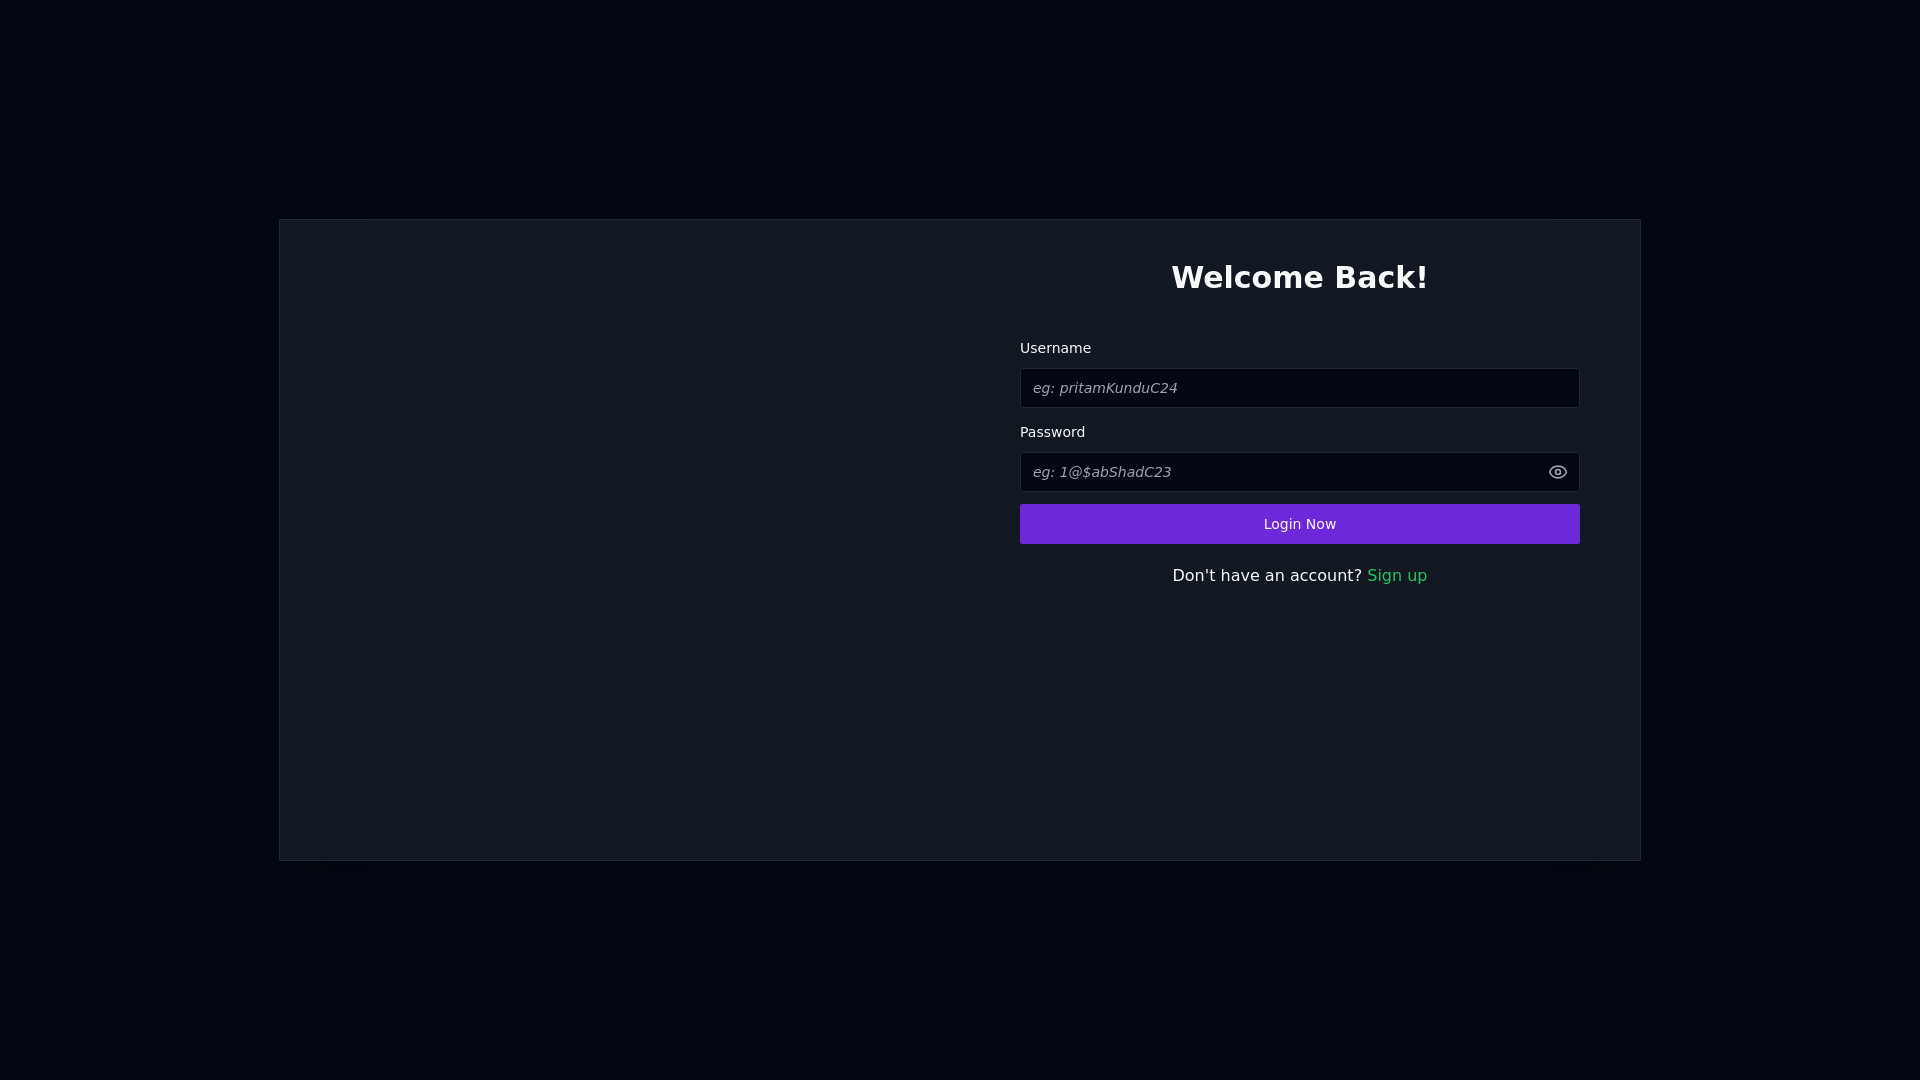 Welcome Back!
Username
eg: pritamKunduC24
Password
eg: 1@$abShadC23
Login Now
Don't have an account? Sign up